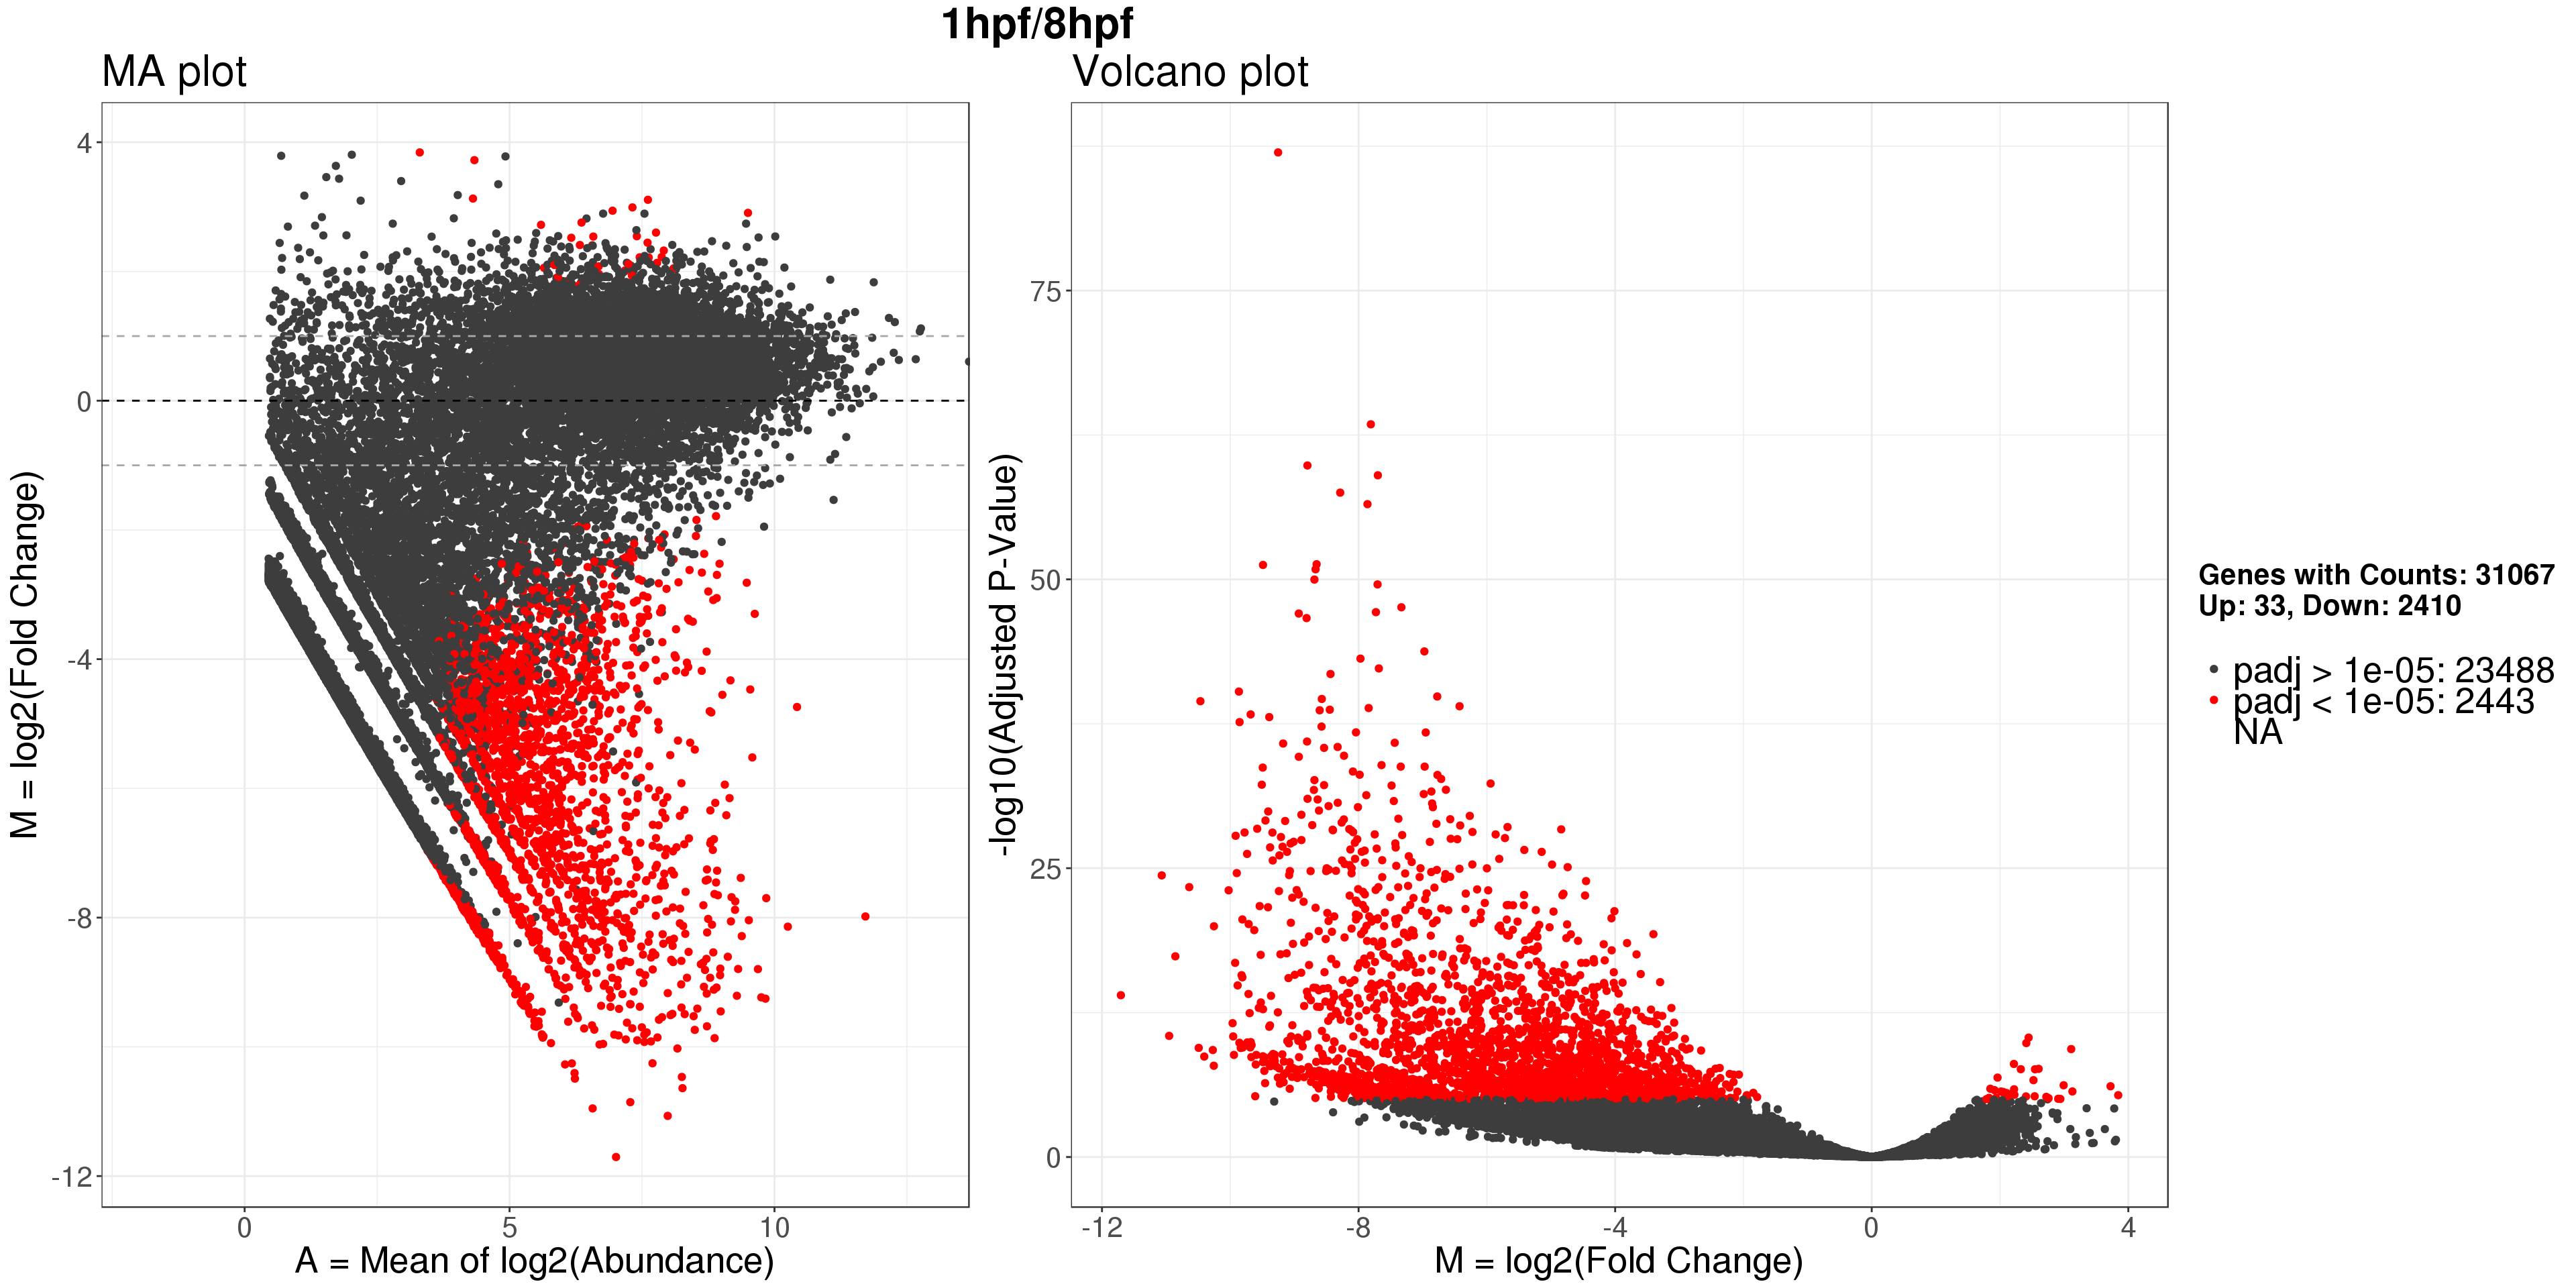 1hpf/8hpf
MA plot
M = log2(Fold Change)
4
0
-4
-8
-12
0
5
10
A = Mean of log2(Abundance)
Volcano plot
-log10(Adjusted P-Value)
75
50
25
0
-12
-8
-4
0
4
M = log2(Fold Change)
Genes with Counts: 31067
Up: 33, Down: 2410
padj > 1e-05: 23488
padj < 1e-05: 2443
NA